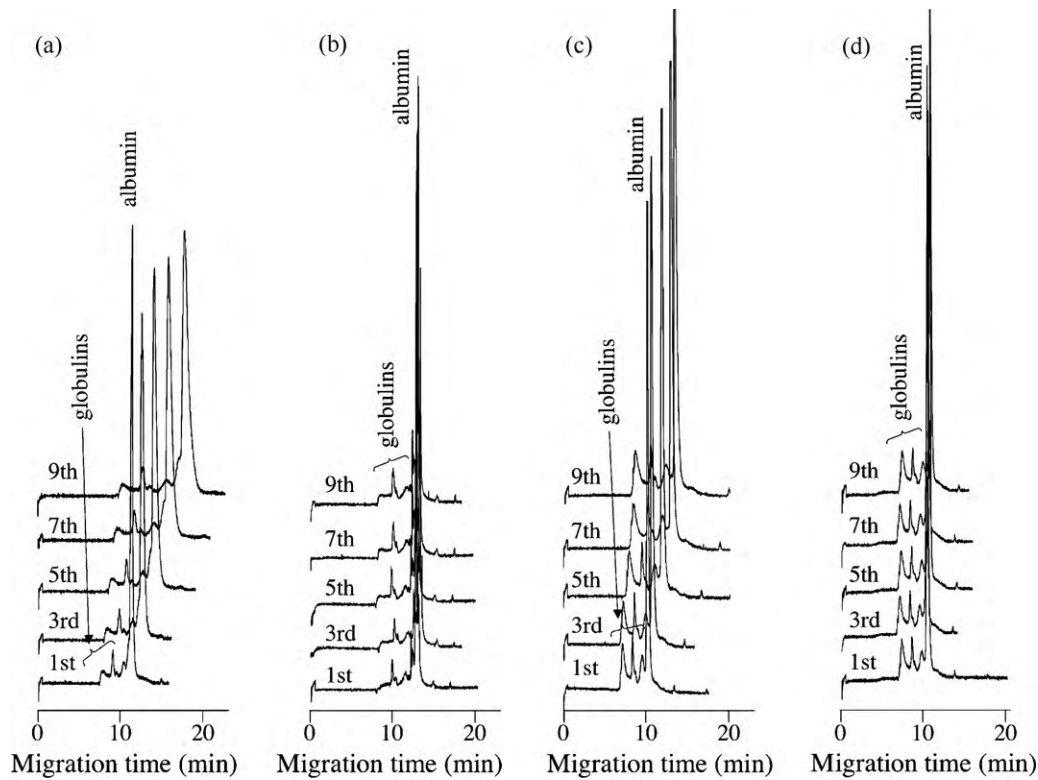 (a)
albumin
globulins
9th
7th
5th
3rd
1st
0 10 20
Migration time (min)
(b)
albumin
globulins
9th
7th
5th
3rd
1st
0 10 20
Migration time (min)
(c)
albumin
globulins
9th
7th
5th
3rd
1st
0 10 20
Migration time (min)
(d)
albumin
globulins
9th
7th
5th
3rd
1st
0 10 20
Migration time (min)